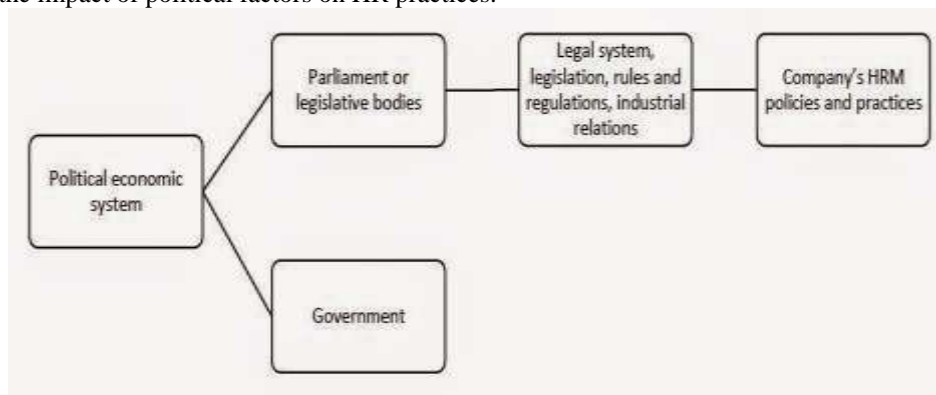 the impact of political factors on HR practices.
Political economic
system
Parliament or
legislative bodies
Legal system,
legislation, rules and
regulations, industrial
relations
Company's HRM
policies and practices
Government